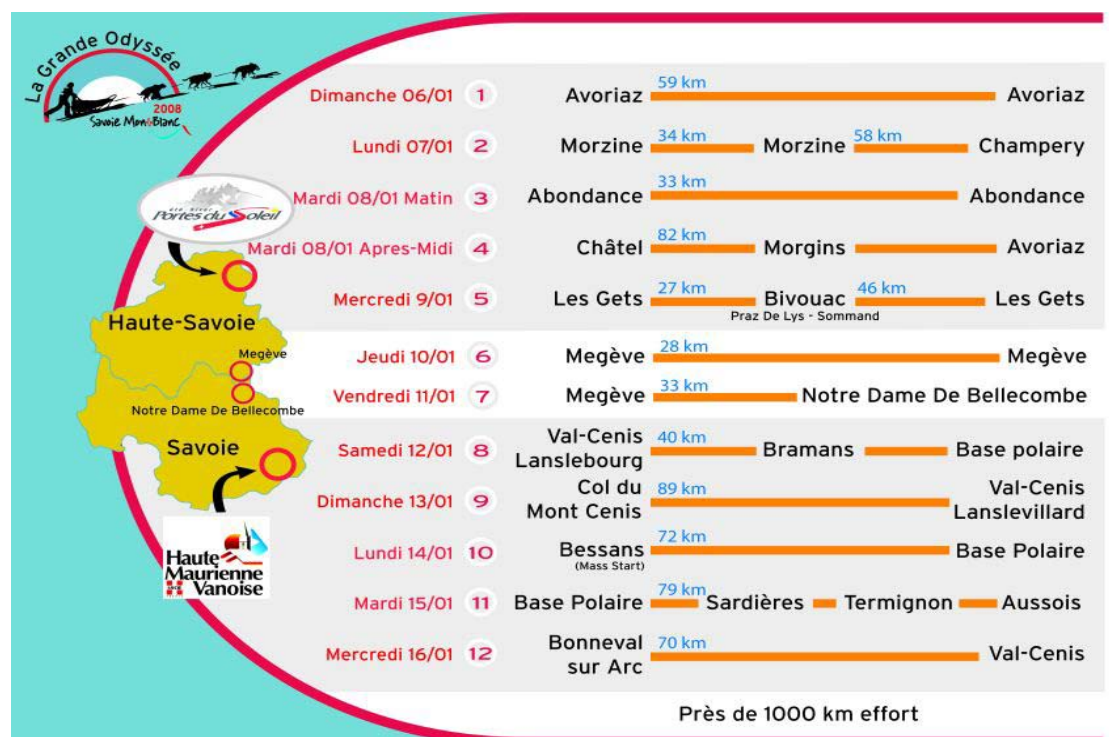 La Grande Odyssée
2008
Savoie MontBlanc
Dimanche 06/01 1 Avoriaz 59 km Avoriaz
Lundi 07/01 2 Morzine 34 km Morzine 58 km Champery
Portes du Soleil
Mardi 08/01 Matin 3 Abondance 33 km Abondance
Mardi 08/01 Apres-Midi 4 Châtel 82 km Morgins Avoriaz
Mercredi 9/01 5 Les Gets 27 km Bivouac 46 km Les Gets
Praz De Lys - Sommand
Haute-Savoie
Megève
Notre Dame De Bellecombe
Savoie
Jeudi 10/01 6 Megève 28 km Megève
Vendredi 11/01 7 Megève 33 km Notre Dame De Bellecombe
Samedi 12/01 8 Val-Cenis Lanslebourg 40 km Bramans Base polaire
Dimanche 13/01 9 Col du Mont Cenis 89 km Val-Cenis Lanslevillard
Lundi 14/01 10 Bessans 72 km Base Polaire
(Mass Start)
Haute
Maurienne
Vanoise
Mardi 15/01 11 Base Polaire 79 km Sardières Termignon Aussois
Mercredi 16/01 12 Bonneval sur Arc 70 km Val-Cenis
Près de 1000 km effort